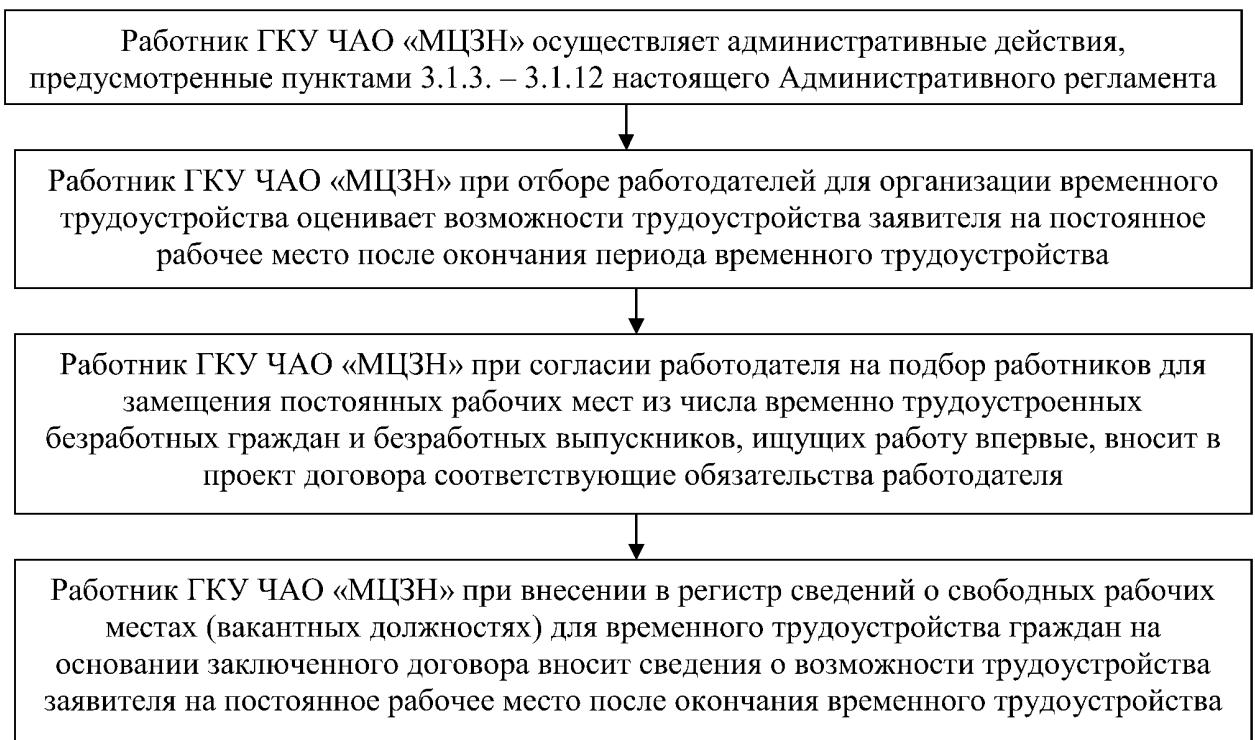 Работник ГКУ ЧАО «МЦЗН» осуществляет административные действия,
предусмотренные пунктами 3.1.3. – 3.1.12 настоящего Административного регламента
Работник ГКУ ЧАО «МЦЗН» при отборе работодателей для организации временного
трудоустройства оценивает возможности трудоустройства заявителя на постоянное
рабочее место после окончания периода временного трудоустройства
Работник ГКУ ЧАО «МЦЗН» при согласии работодателя на подбор работников для
замещения постоянных рабочих мест из числа временно трудоустроенных
безработных граждан и безработных выпускников, ищущих работу впервые, вносит в
проект договора соответствующие обязательства работодателя
Работник ГКУ ЧАО «МЦЗН» при внесении в регистр сведений о свободных рабочих
местах (вакантных должностях) для временного трудоустройства граждан на
основании заключенного договора вносит сведения о возможности трудоустройства
заявителя на постоянное рабочее место после окончания временного трудоустройства